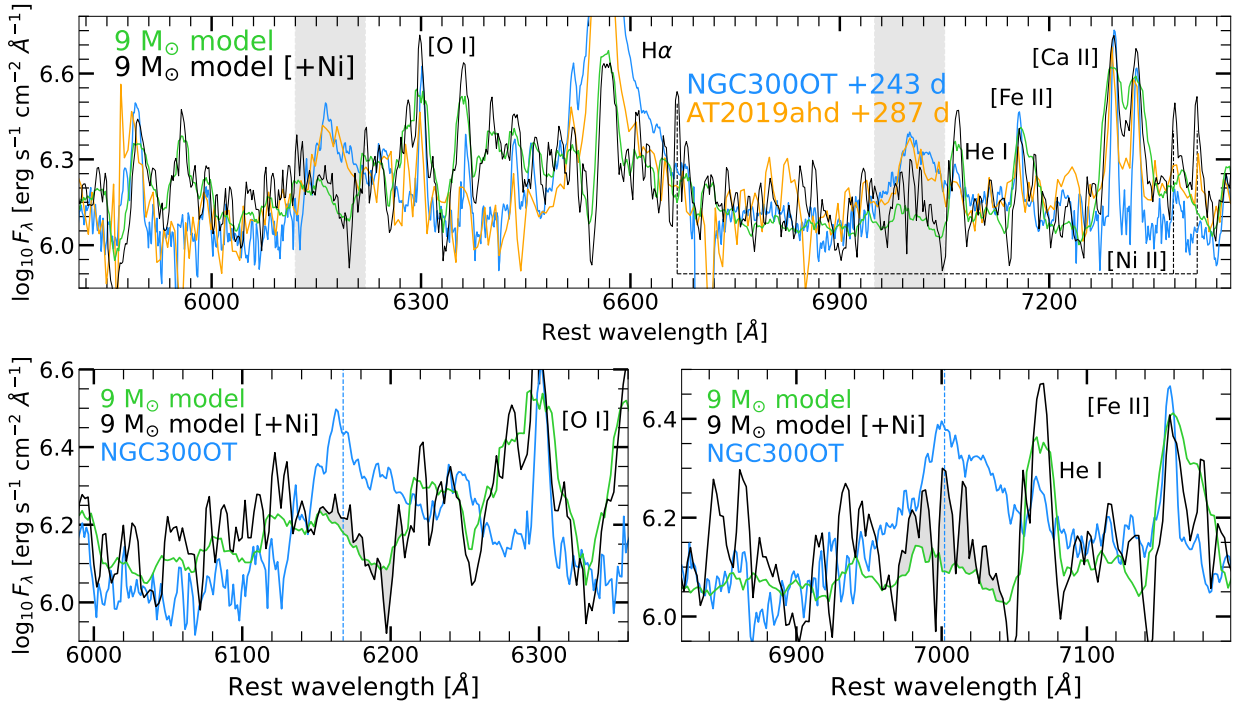 9 M☉ model
9 M☉ model [+Ni]
[O I]
Hα
NGC300OT +243 d
AT2019ahd +287 d
[Ca II]
[Fe II]
He I
[Ni II]
log₁₀ Fλ [erg s⁻¹ cm⁻² Å⁻¹]
6.6
6.3
6.0
6000 6300 6600 6900 7200
Rest wavelength [Å]
9 M☉ model
9 M☉ model [+Ni]
NGC300OT
[O I]
log₁₀ Fλ [erg s⁻¹ cm⁻² Å⁻¹]
6.6
6.4
6.2
6.0
6000 6100 6200 6300
Rest wavelength [Å]
9 M☉ model
9 M☉ model [+Ni]
NGC300OT
[Fe II]
He I
6.4
6.2
6.0
6900 7000 7100
Rest wavelength [Å]